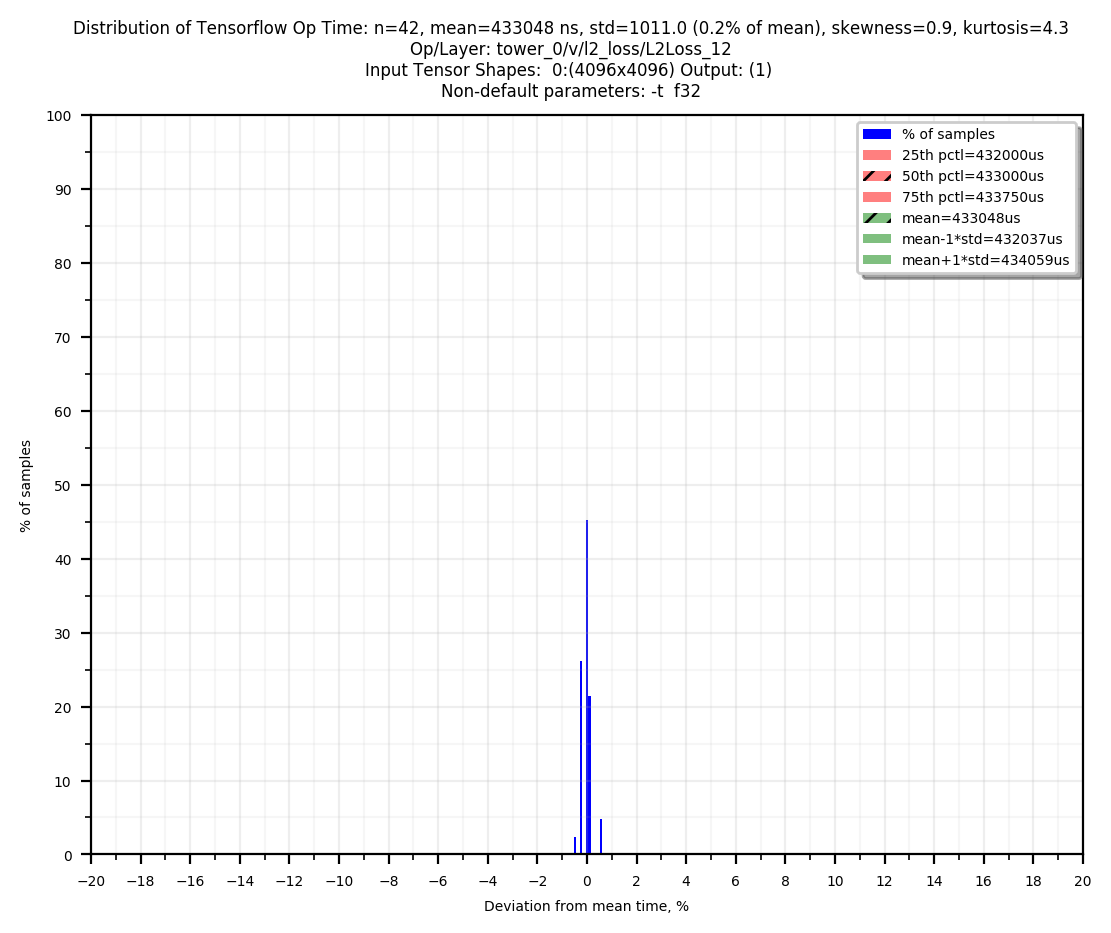 Distribution of Tensorflow Op Time: n=42, mean=433048 ns, std=1011.0 (0.2% of mean), skewness=0.9, kurtosis=4.3
Op/Layer: tower_0/v/l2_loss/L2Loss_12
Input Tensor Shapes:  0:(4096x4096) Output: (1)
Non-default parameters: -t  f32
% of samples
25th pctl=432000us
50th pctl=433000us
75th pctl=433750us
mean=433048us
mean-1*std=432037us
mean+1*std=434059us
100
90
80
70
60
50
40
30
20
10
0
% of samples
−20 −18 −16 −14 −12 −10 −8 −6 −4 −2 0 2 4 6 8 10 12 14 16 18 20
Deviation from mean time, %